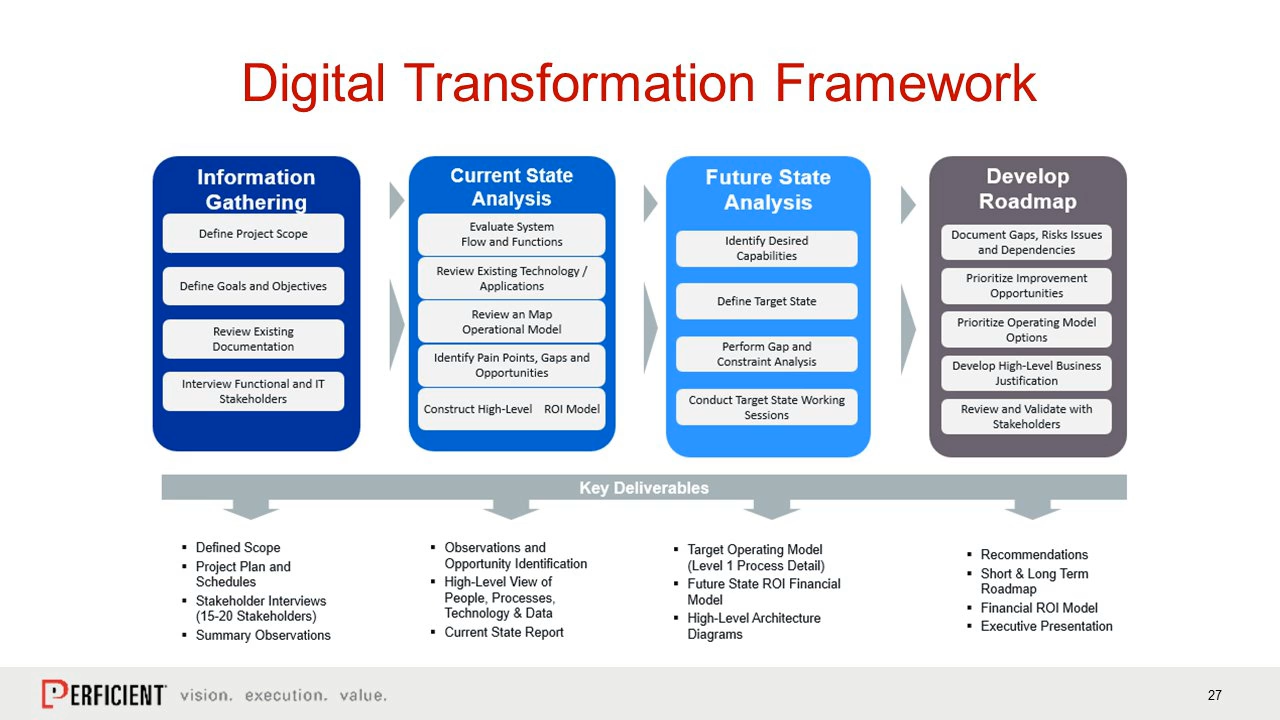 Digital Transformation Framework
Information
Gathering
Define Project Scope
Define Goals and Objectives
Review Existing
Documentation
Interview Functional and IT
Stakeholders
Current State
Analysis
Evaluate System
Flow and Functions
Review Existing Technology /
Applications
Review an Map
Operational Model
Identify Pain Points, Gaps and
Opportunities
Construct High-Level ROI Model
Future State
Analysis
Identify Desired
Capabilities
Define Target State
Perform Gap and
Constraint Analysis
Conduct Target State Working
Sessions
Develop
Roadmap
Document Gaps, Risks Issues
and Dependencies
Prioritize Improvement
Opportunities
Prioritize Operating Model
Options
Develop High-Level Business
Justification
Review and Validate with
Stakeholders
Key Deliverables
▪ Defined Scope
▪ Project Plan and
Schedules
▪ Stakeholder Interviews
(15-20 Stakeholders)
▪ Summary Observations
▪ Observations and
Opportunity Identification
▪ High-Level View of
People, Processes,
Technology & Data
▪ Current State Report
▪ Target Operating Model
(Level 1 Process Detail)
▪ Future State ROI Financial
Model
▪ High-Level Architecture
Diagrams
▪ Recommendations
▪ Short & Long Term
Roadmap
▪ Financial ROI Model
▪ Executive Presentation
PERFICIENT vision. execution. value.
27